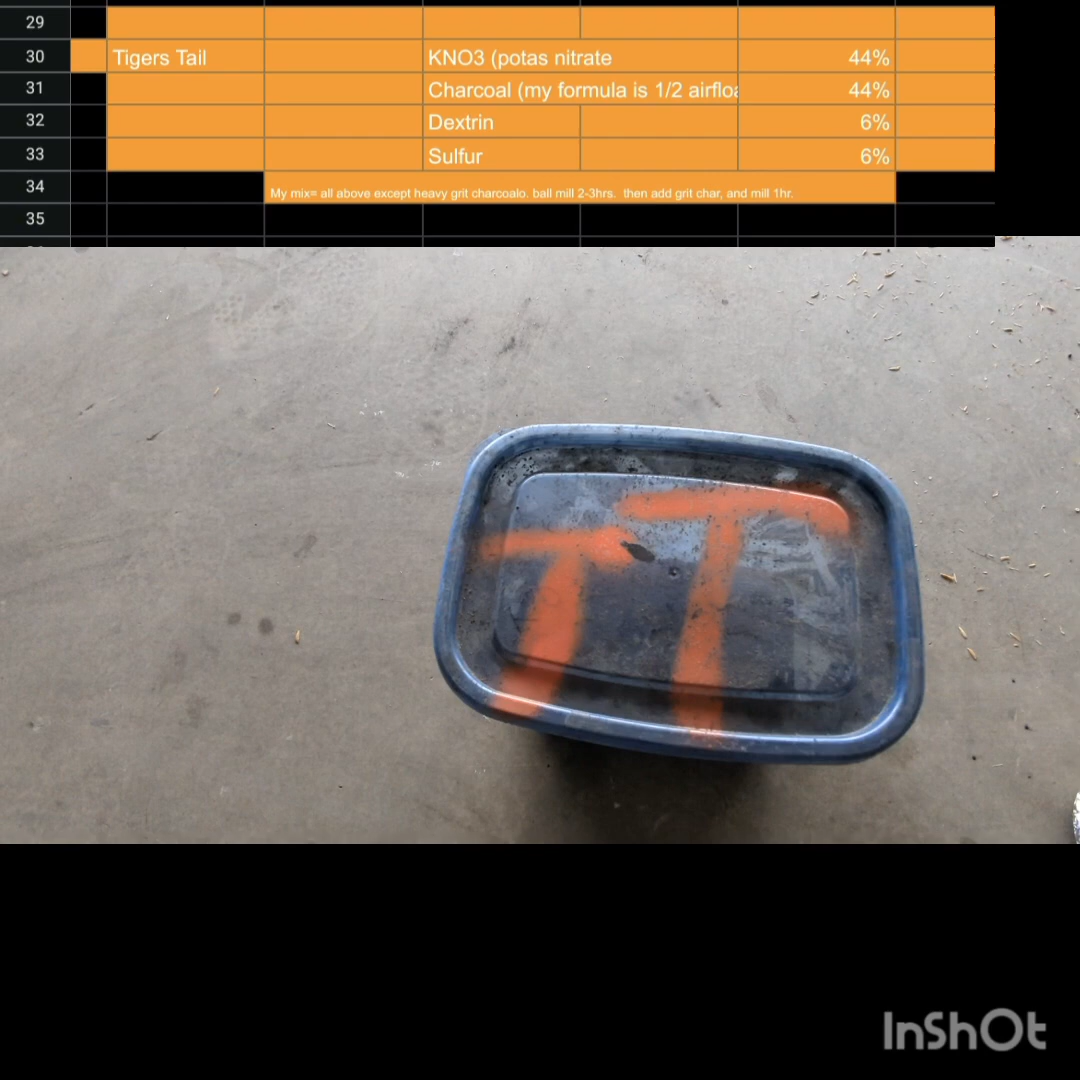 29
30 Tigers Tail KNO3 (potas nitrate 44%
31 Charcoal (my formula is 1/2 airfloa 44%
32 Dextrin 6%
33 Sulfur 6%
34 My mix= all above except heavy grit charcoalo. ball mill 2-3hrs. then add grit char, and mill 1hr.
35
TT
InShOt